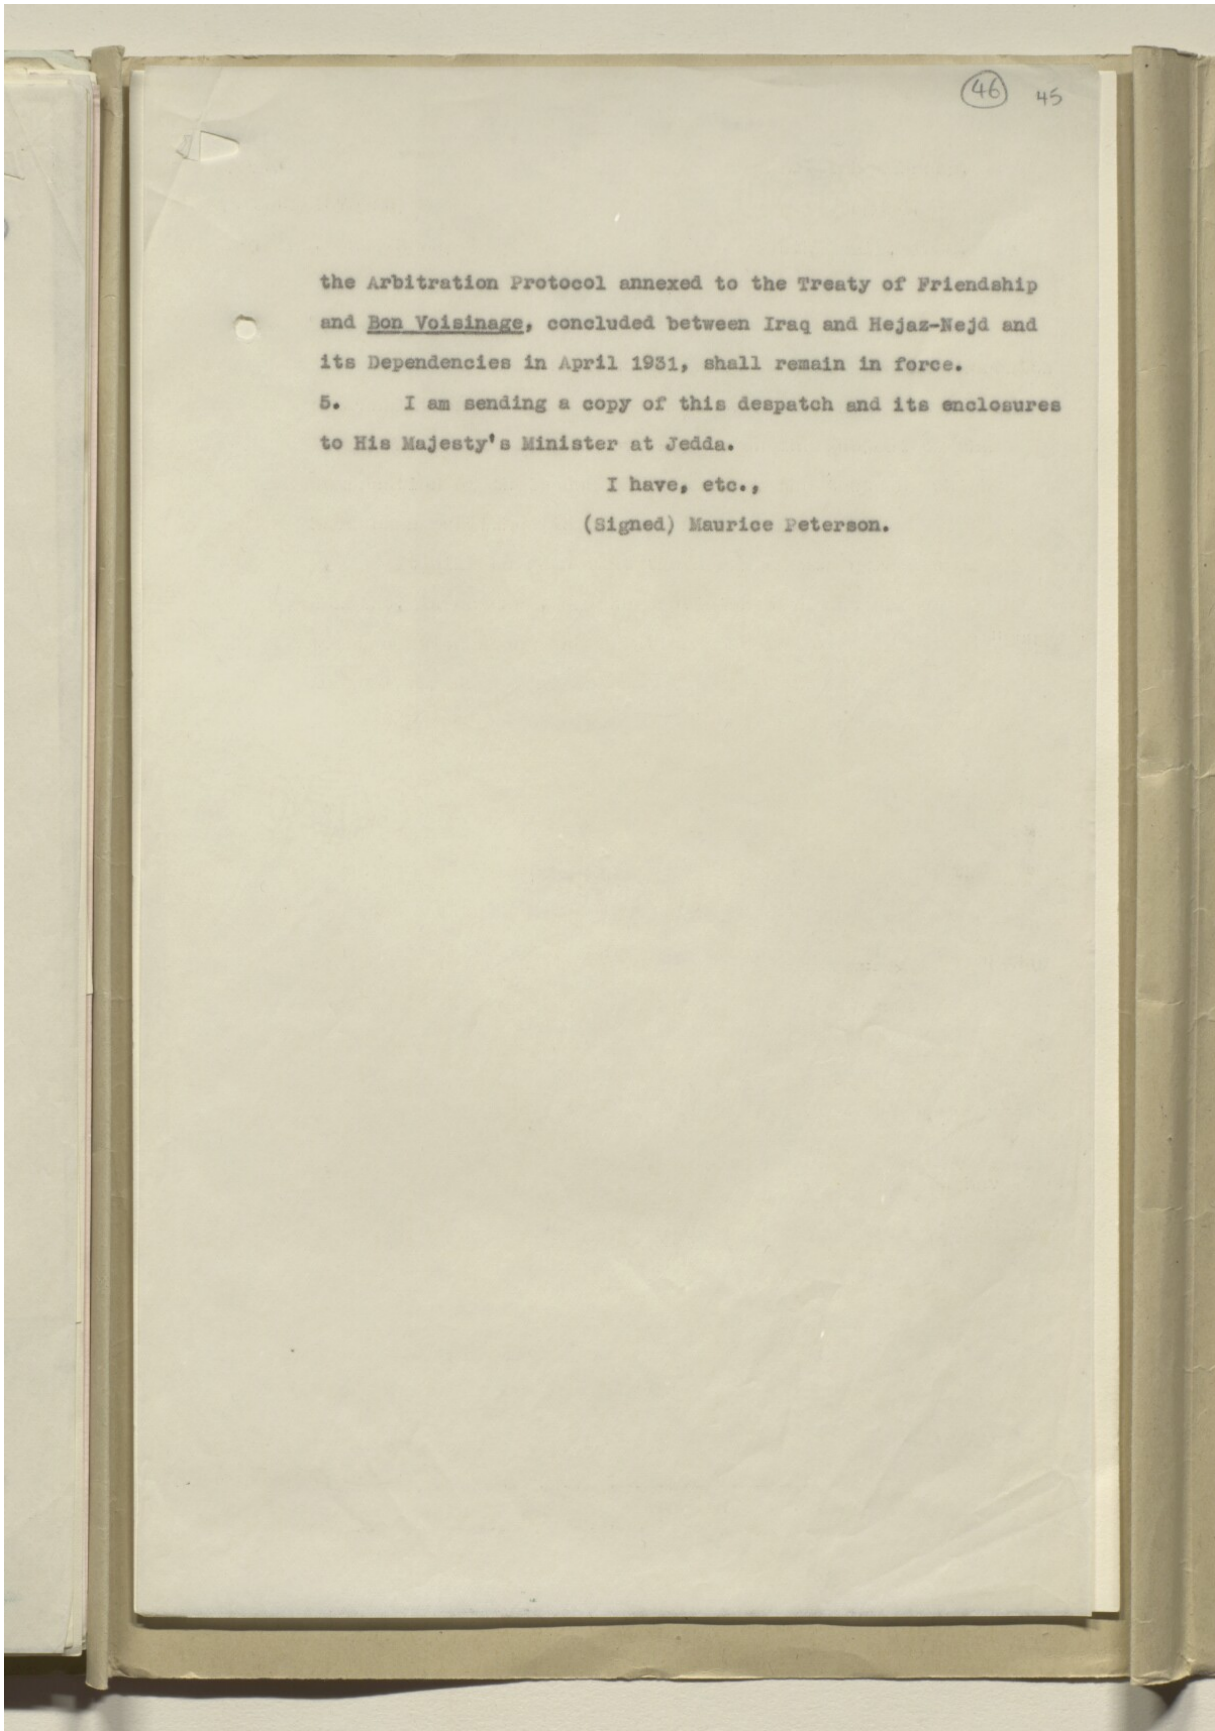 46 45
the Arbitration Protocol annexed to the Treaty of Friendship
and Bon Voisinage, concluded between Iraq and Hejaz-Nejd and
its Dependencies in April 1931, shall remain in force.
5. I am sending a copy of this despatch and its enclosures
to His Majesty's Minister at Jedda.
I have, etc.,
(Signed) Maurice Peterson.